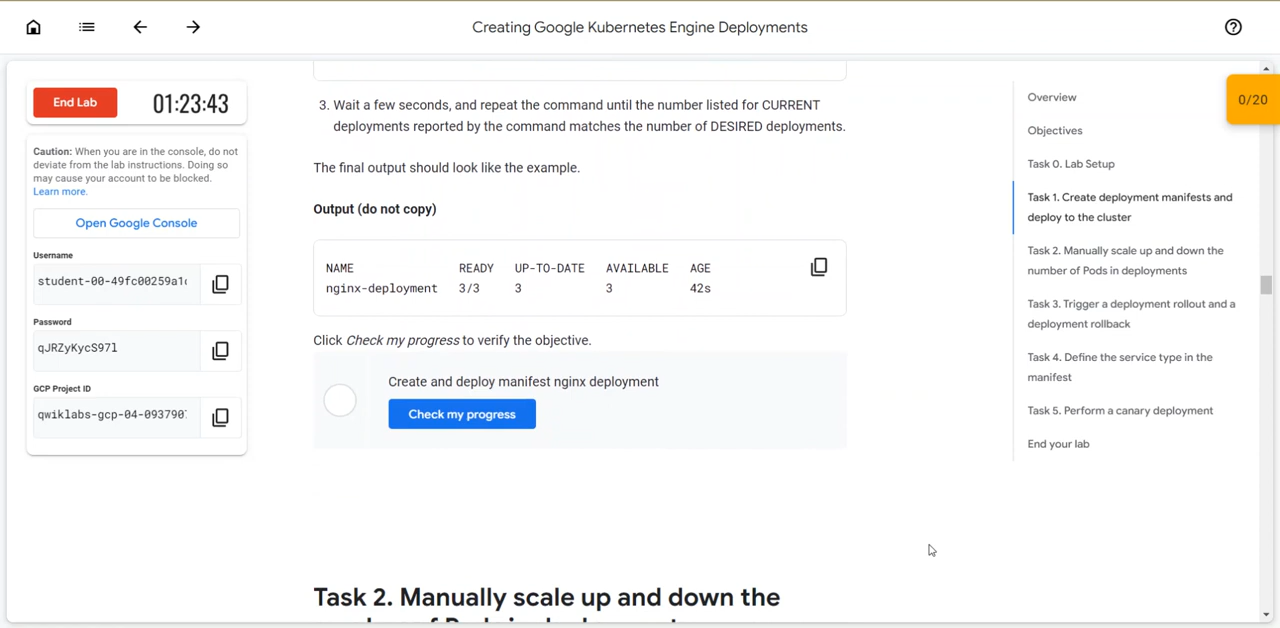 Creating Google Kubernetes Engine Deployments
End Lab
01:23:43
Caution: When you are in the console, do not
deviate from the lab instructions. Doing so
may cause your account to be blocked.
Learn more.
Open Google Console
Username
student-00-49fc00259a1
Password
qJRZyKycS97l
GCP Project ID
qwiklabs-gcp-04-093790
3. Wait a few seconds, and repeat the command until the number listed for CURRENT
deployments reported by the command matches the number of DESIRED deployments.
The final output should look like the example.
Output (do not copy)
NAME READY UP-TO-DATE AVAILABLE AGE
nginx-deployment 3/3 3 3 42s
Click Check my progress to verify the objective.
Create and deploy manifest nginx deployment
Check my progress
Task 2. Manually scale up and down the
number of Pods in deployments
0/20
Overview
Objectives
Task 0. Lab Setup
Task 1. Create deployment manifests and
deploy to the cluster
Task 2. Manually scale up and down the
number of Pods in deployments
Task 3. Trigger a deployment rollout and a
deployment rollback
Task 4. Define the service type in the
manifest
Task 5. Perform a canary deployment
End your lab